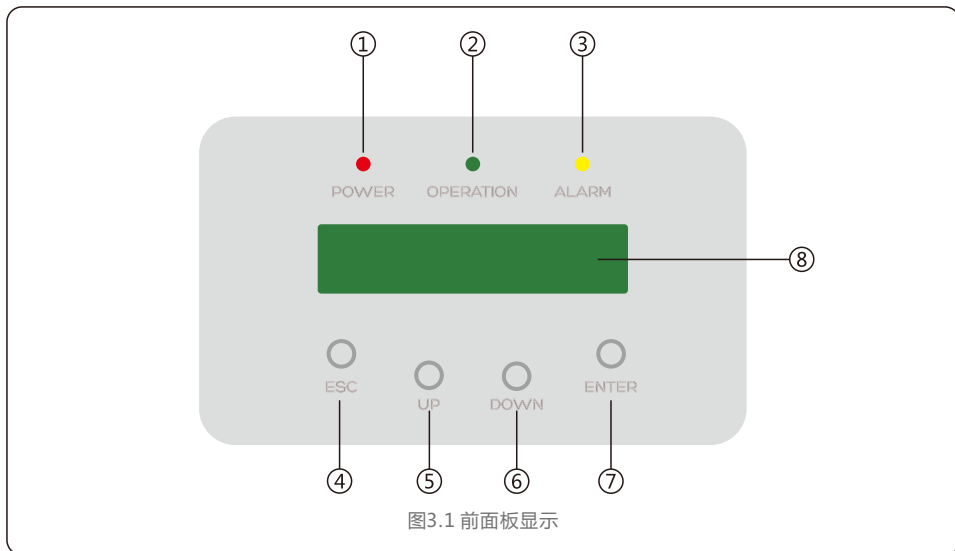 ① ② ③
POWER OPERATION ALARM
⑧
ESC UP DOWN ENTER
④ ⑤ ⑥ ⑦
图3.1 前面板显示